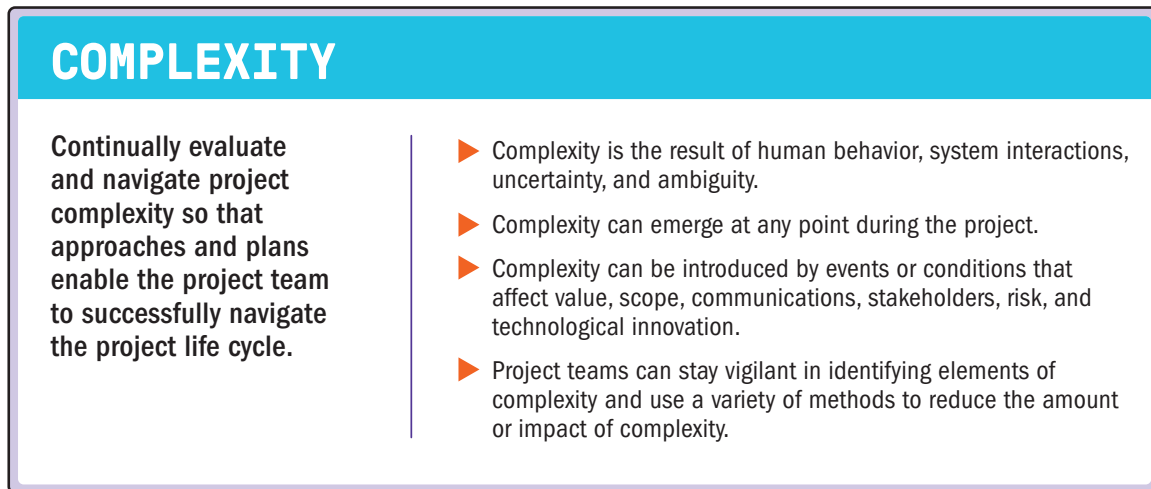 COMPLEXITY
Continually evaluate
and navigate project
complexity so that
approaches and plans
enable the project team
to successfully navigate
the project life cycle.
Complexity is the result of human behavior, system interactions,
uncertainty, and ambiguity.
Complexity can emerge at any point during the project.
Complexity can be introduced by events or conditions that
affect value, scope, communications, stakeholders, risk, and
technological innovation.
Project teams can stay vigilant in identifying elements of
complexity and use a variety of methods to reduce the amount
or impact of complexity.